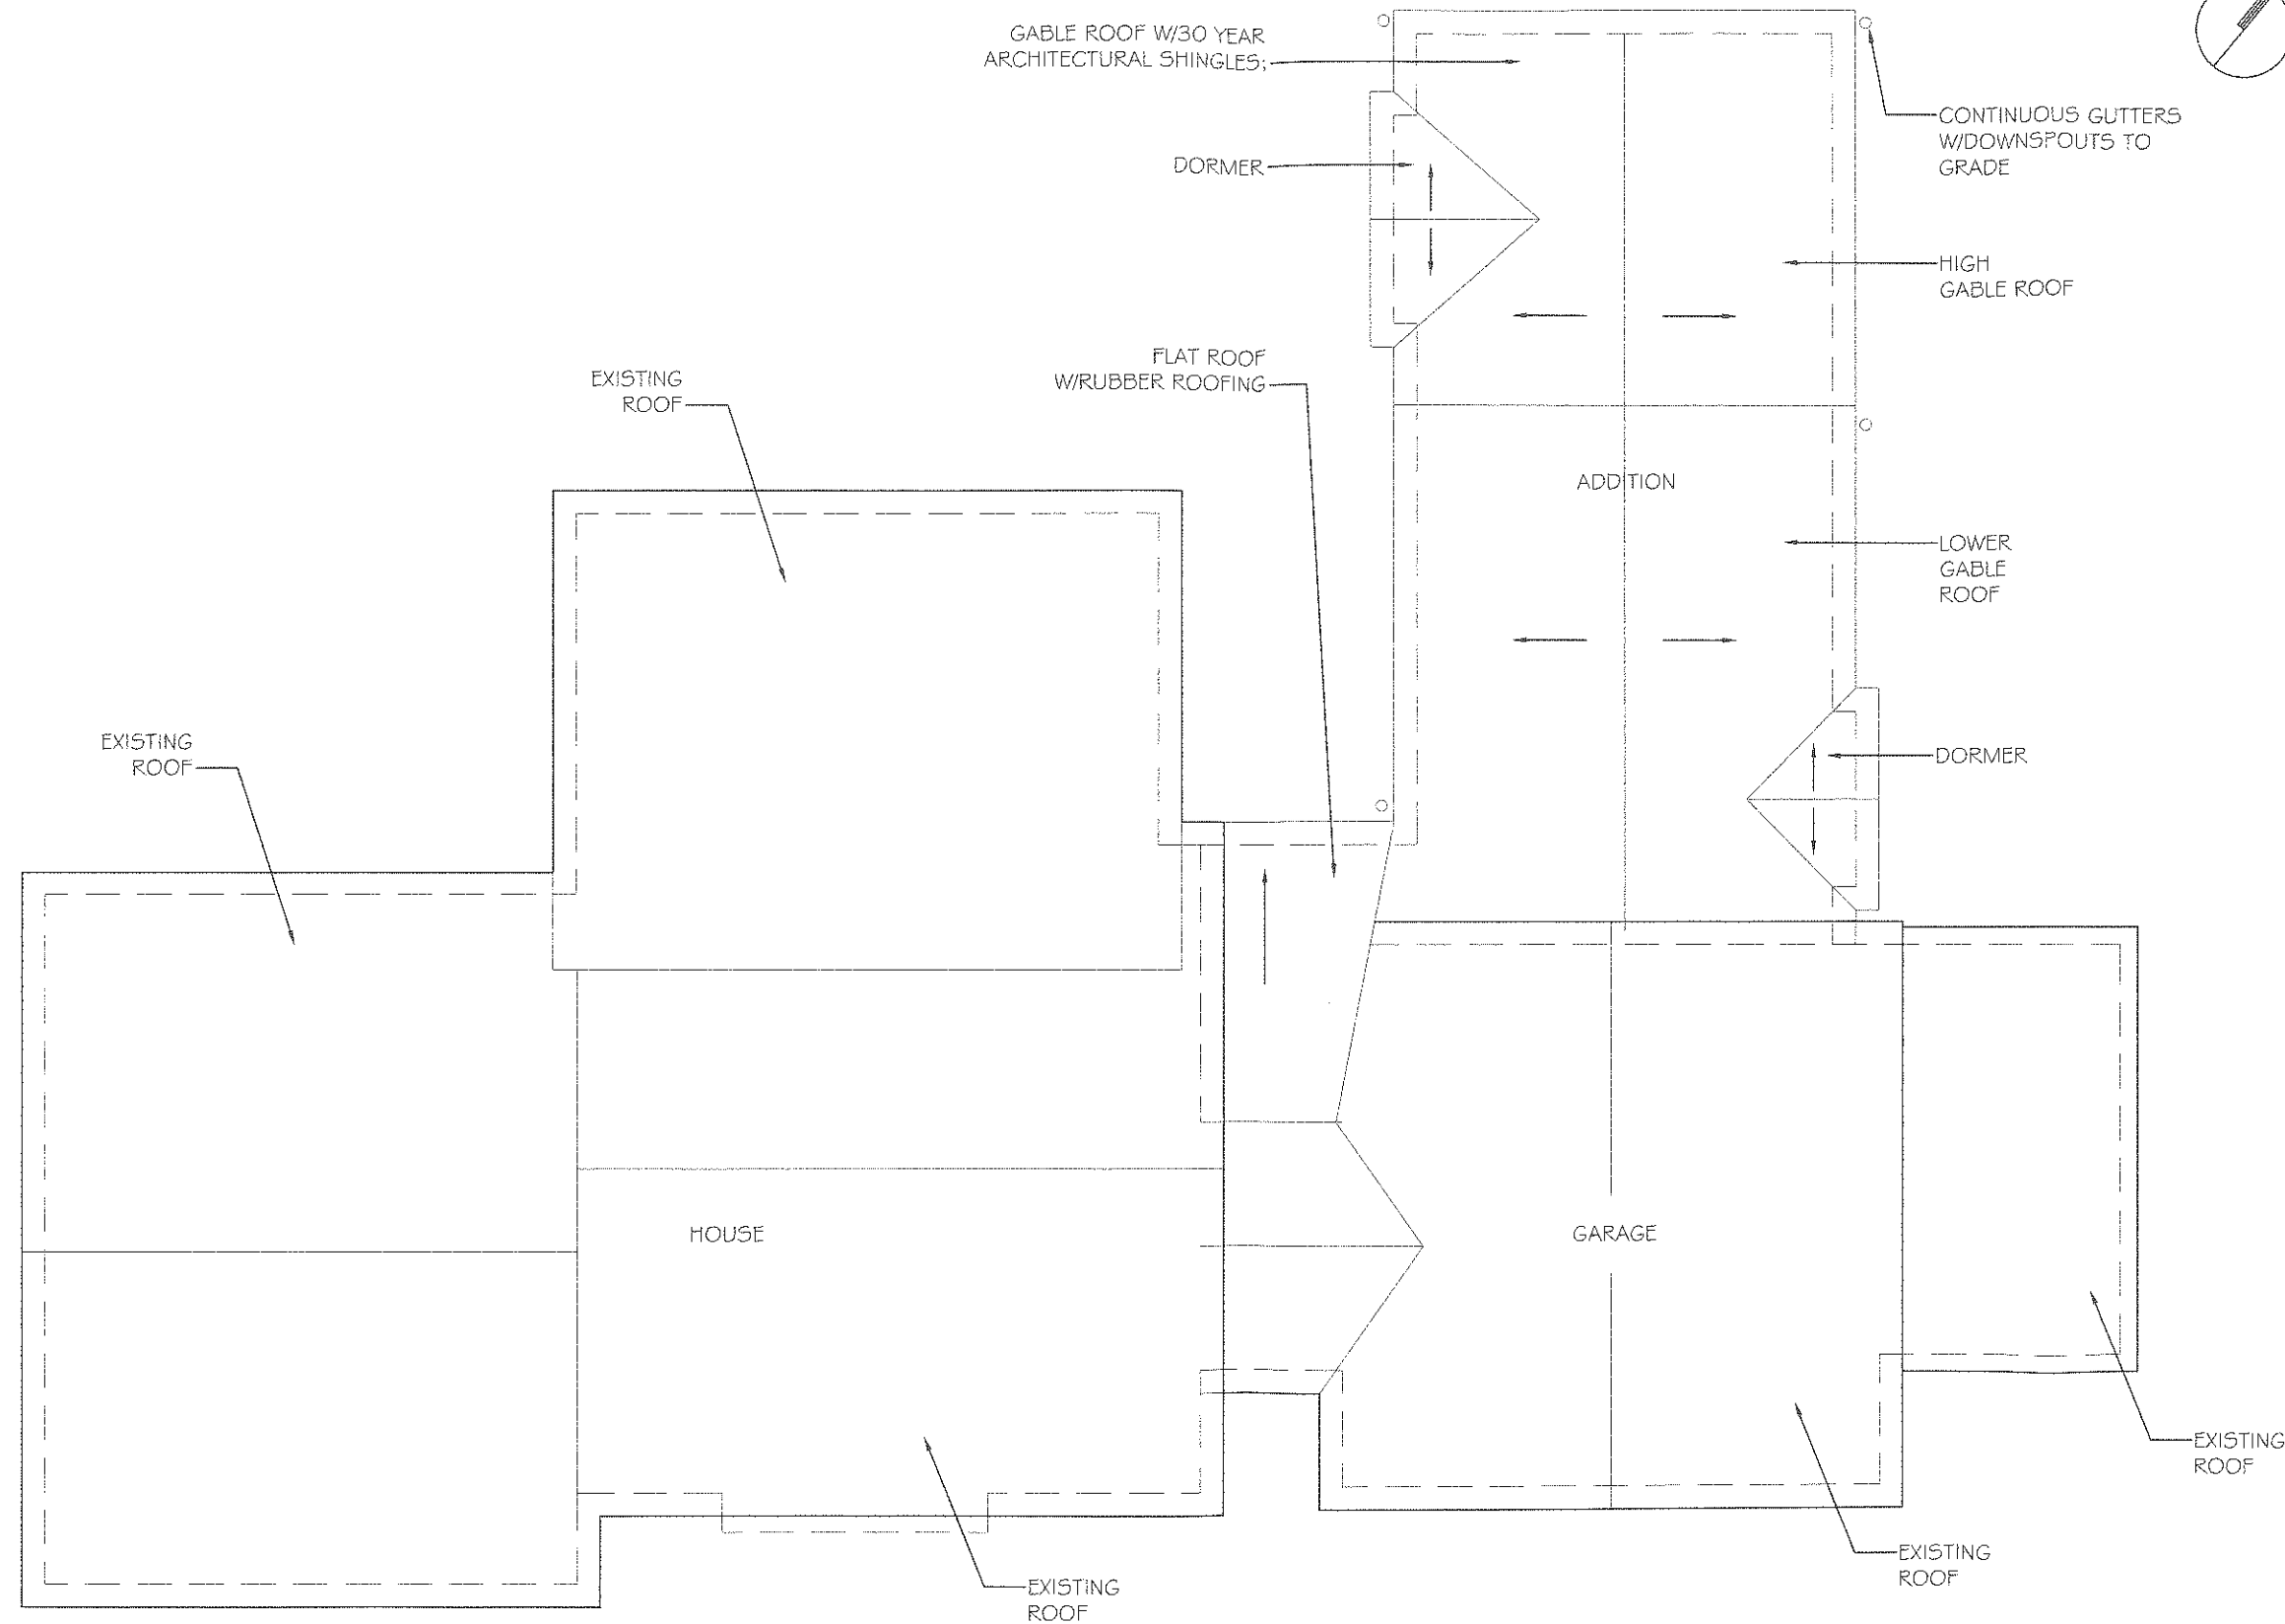 GABLE ROOF W/30 YEAR
ARCHITECTURAL SHINGLES;
CONTINUOUS GUTTERS
W/DOWNSPOUTS TO
GRADE
DORMER
HIGH
GABLE ROOF
FLAT ROOF
W/RUBBER ROOFING
EXISTING
ROOF
ADDITION
LOWER
GABLE
ROOF
EXISTING
ROOF
DORMER
HOUSE
GARAGE
EXISTING
ROOF
EXISTING
ROOF
EXISTING
ROOF